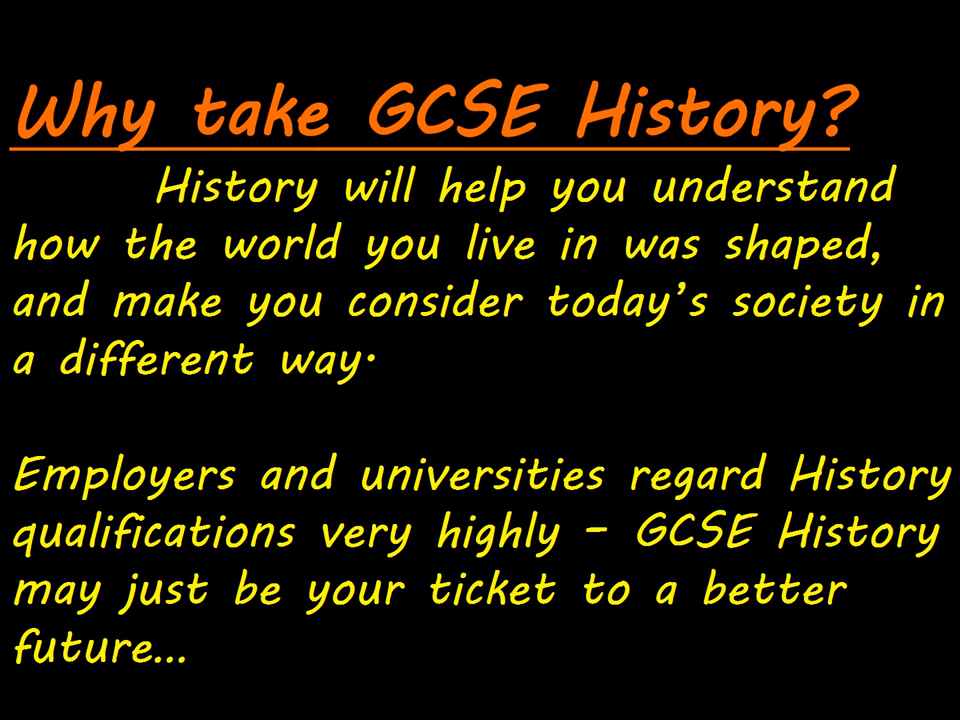 Why take GCSE History?
History will help you understand
how the world you live in was shaped,
and make you consider today’s society in
a different way.
Employers and universities regard History
qualifications very highly – GCSE History
may just be your ticket to a better
future...